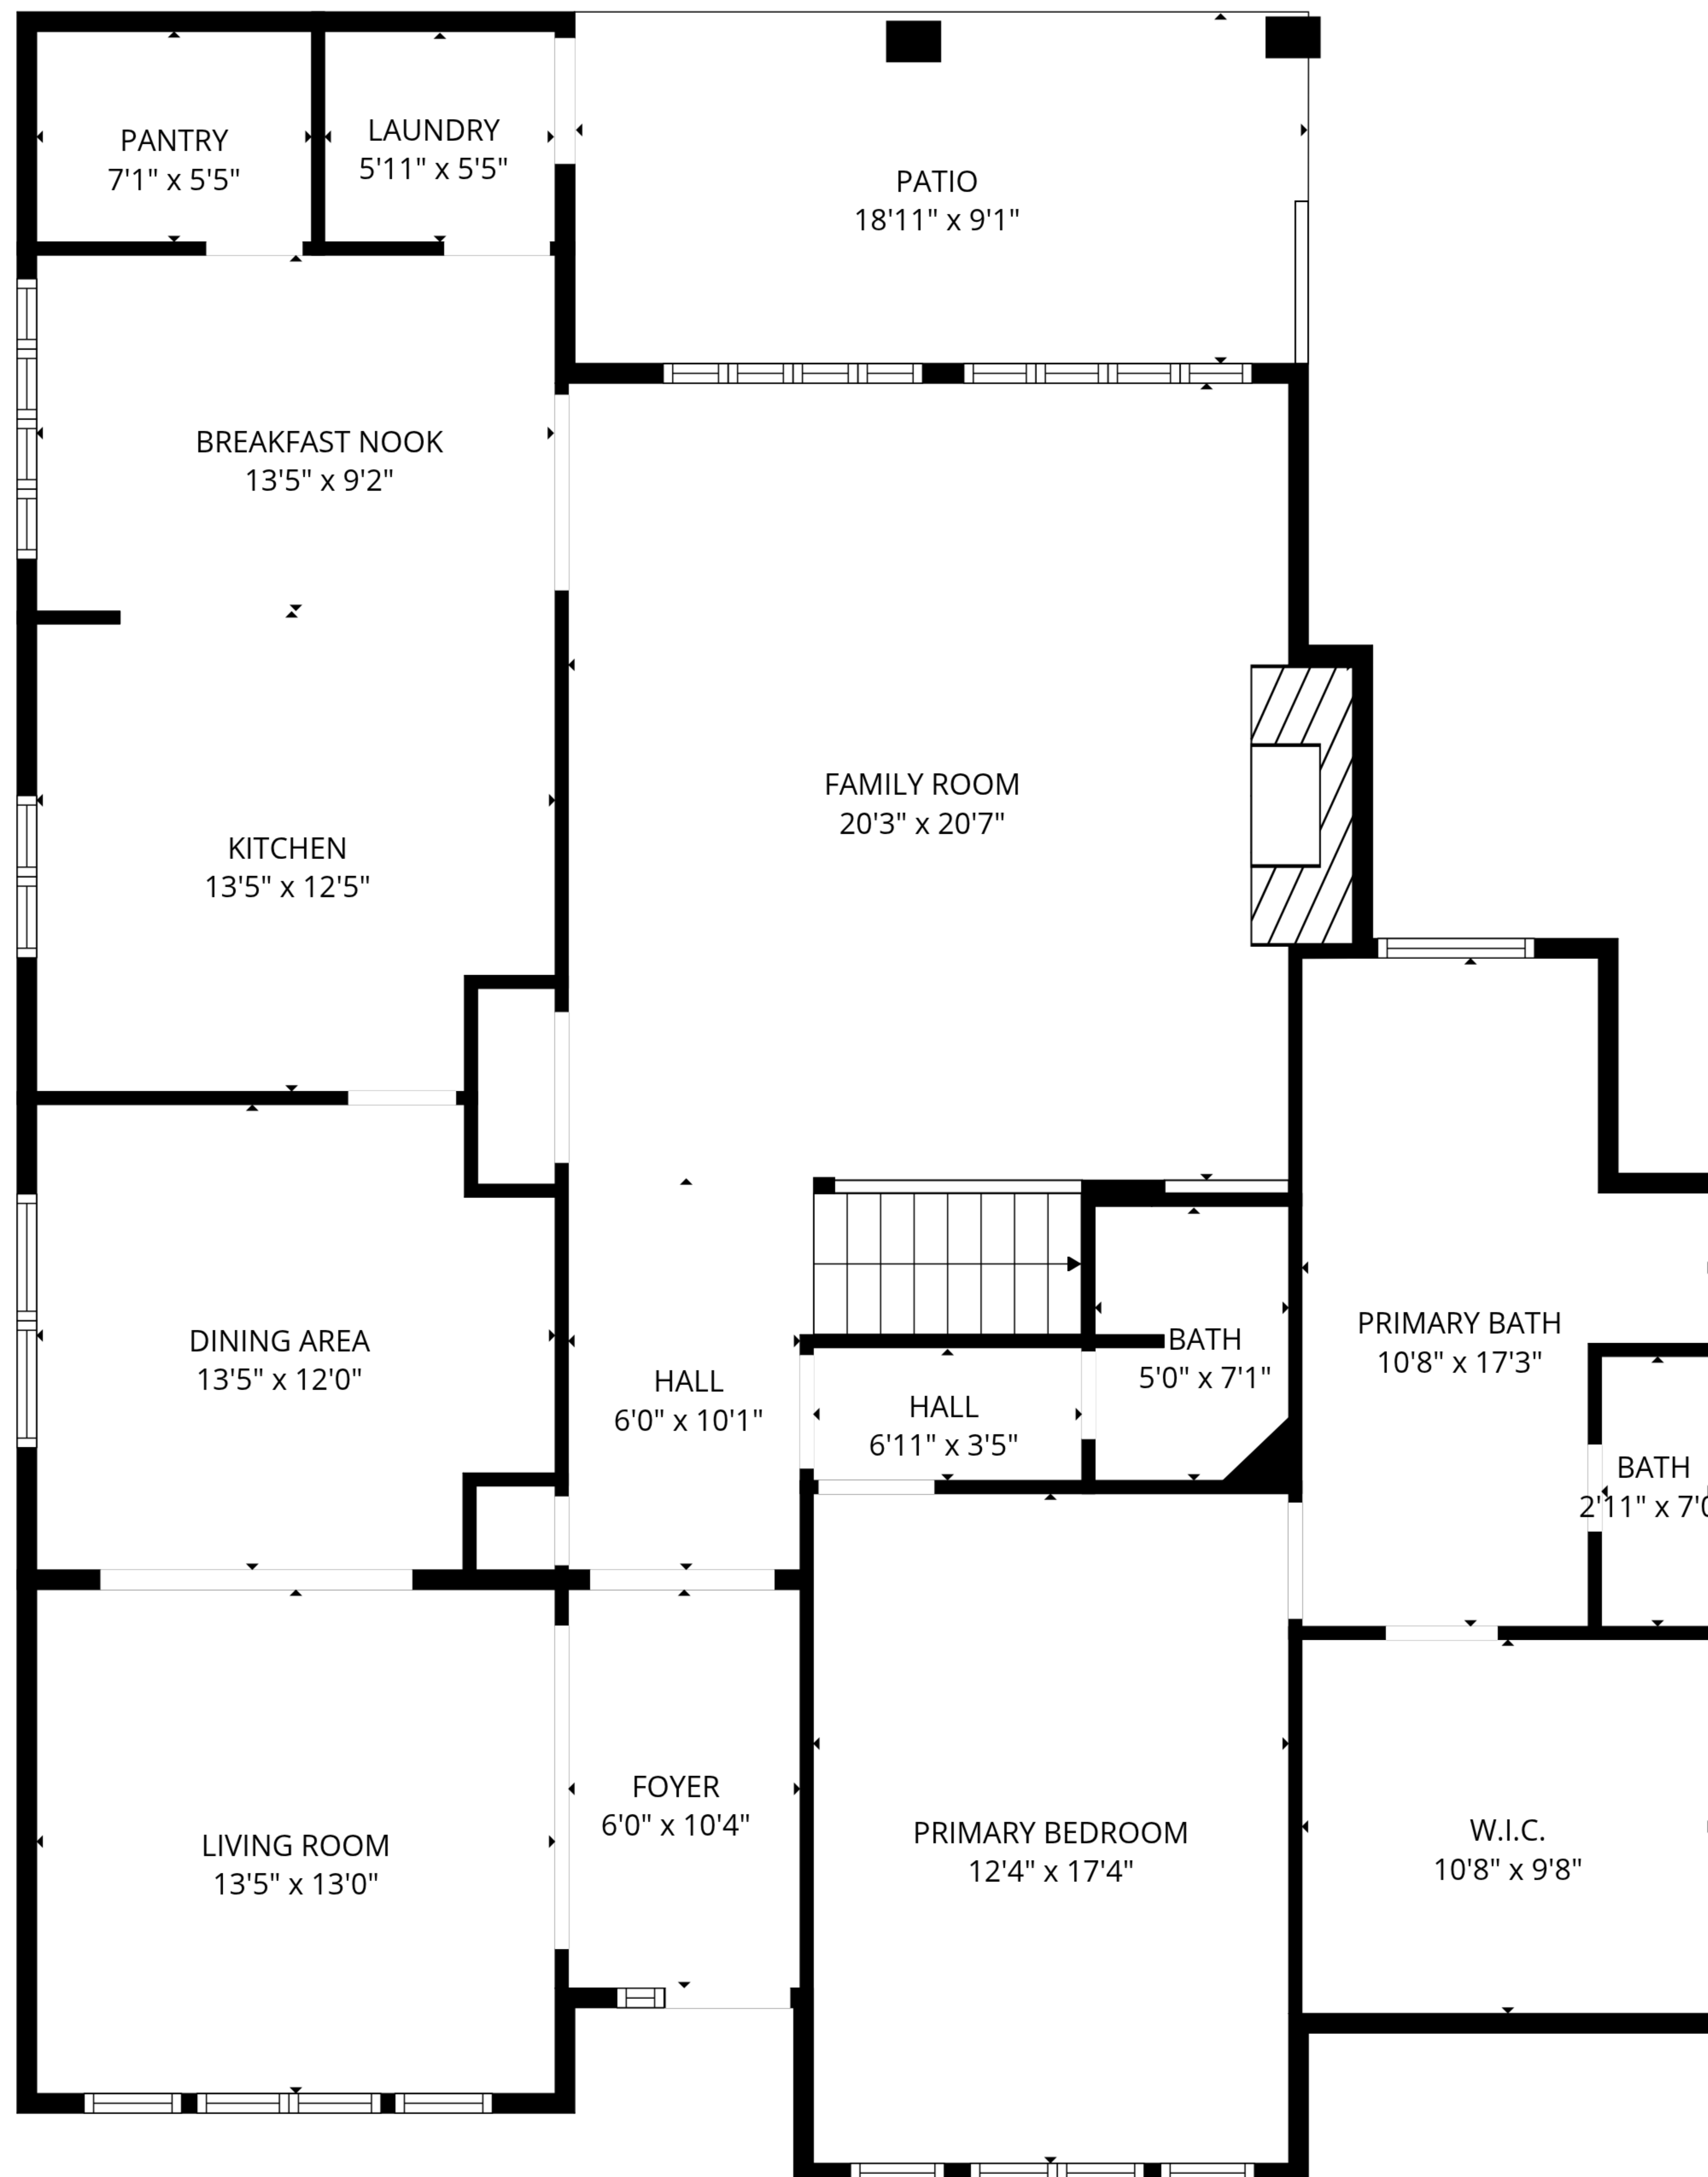 PANTRY
7'1" x 5'5"
LAUNDRY
5'11" x 5'5"
PATIO
18'11" x 9'1"
BREAKFAST NOOK
13'5" x 9'2"
FAMILY ROOM
20'3" x 20'7"
KITCHEN
13'5" x 12'5"
DINING AREA
13'5" x 12'0"
HALL
6'0" x 10'1"
HALL
6'11" x 3'5"
BATH
5'0" x 7'1"
PRIMARY BATH
10'8" x 17'3"
BATH
2'11" x 7'0
LIVING ROOM
13'5" x 13'0"
FOYER
6'0" x 10'4"
PRIMARY BEDROOM
12'4" x 17'4"
W.I.C.
10'8" x 9'8"